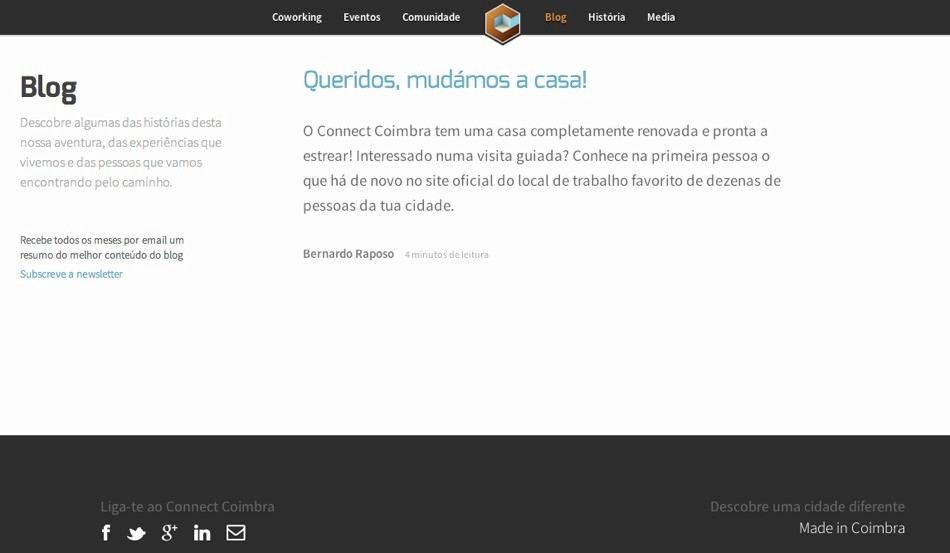 Coworking Eventos Comunidade Blog História Media
Blog
Descobre algumas das histórias desta
nossa aventura, das experiências que
vivemos e das pessoas que vamos
encontrando pelo caminho.
Recebe todos os meses por email um
resumo do melhor conteúdo do blog
Subscreve a newsletter
Queridos, mudámos a casa!
O Connect Coimbra tem uma casa completamente renovada e pronta a
estrear! Interessado numa visita guiada? Conhece na primeira pessoa o
que há de novo no site oficial do local de trabalho favorito de dezenas de
pessoas da tua cidade.
Bernardo Raposo 4 minutos de leitura
Liga-te ao Connect Coimbra
Descobre uma cidade diferente
Made in Coimbra